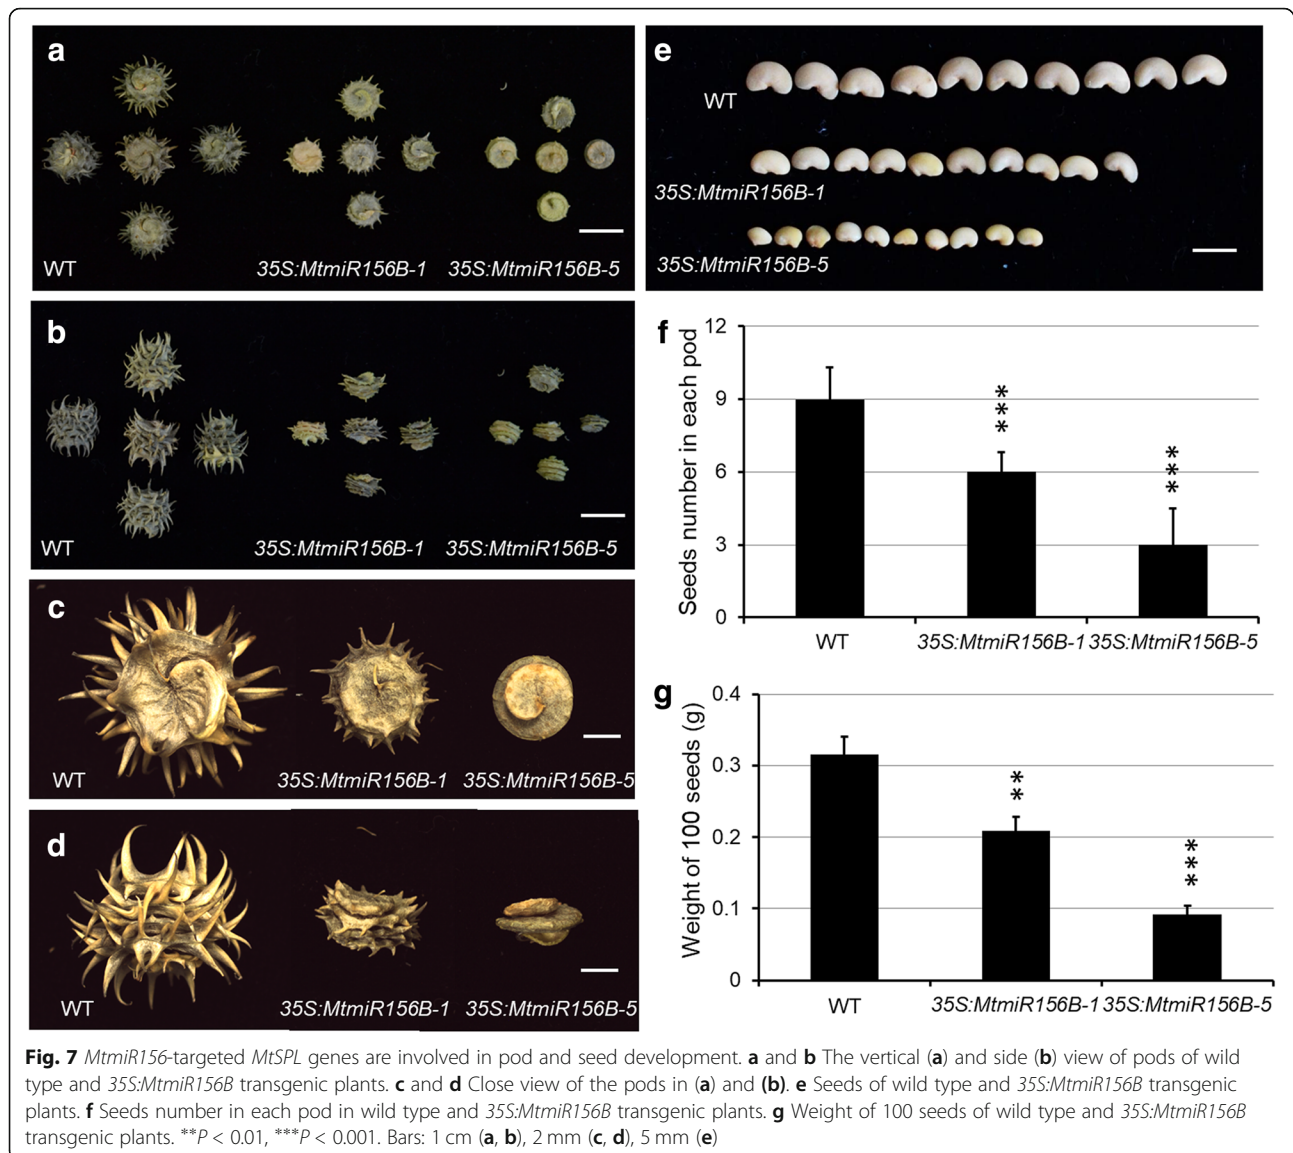 a
WT
35S:MtmiR156B-1
35S:MtmiR156B-5
b
WT
35S:MtmiR156B-1
35S:MtmiR156B-5
c
WT
35S:MtmiR156B-1
35S:MtmiR156B-5
d
WT
35S:MtmiR156B-1
35S:MtmiR156B-5
e
WT
35S:MtmiR156B-1
35S:MtmiR156B-5
f
Seeds number in each pod
12
9
6
3
0
***
***
WT
35S:MtmiR156B-1
35S:MtmiR156B-5
g
Weight of 100 seeds (g)
0.4
0.3
0.2
0.1
0
**
***
WT
35S:MtmiR156B-1
35S:MtmiR156B-5
Fig. 7 MtmiR156-targeted MtSPL genes are involved in pod and seed development. a and b The vertical (a) and side (b) view of pods of wild
type and 35S:MtmiR156B transgenic plants. c and d Close view of the pods in (a) and (b). e Seeds of wild type and 35S:MtmiR156B transgenic
plants. f Seeds number in each pod in wild type and 35S:MtmiR156B transgenic plants. g Weight of 100 seeds of wild type and 35S:MtmiR156B
transgenic plants. **P < 0.01, ***P < 0.001. Bars: 1 cm (a, b), 2 mm (c, d), 5 mm (e)